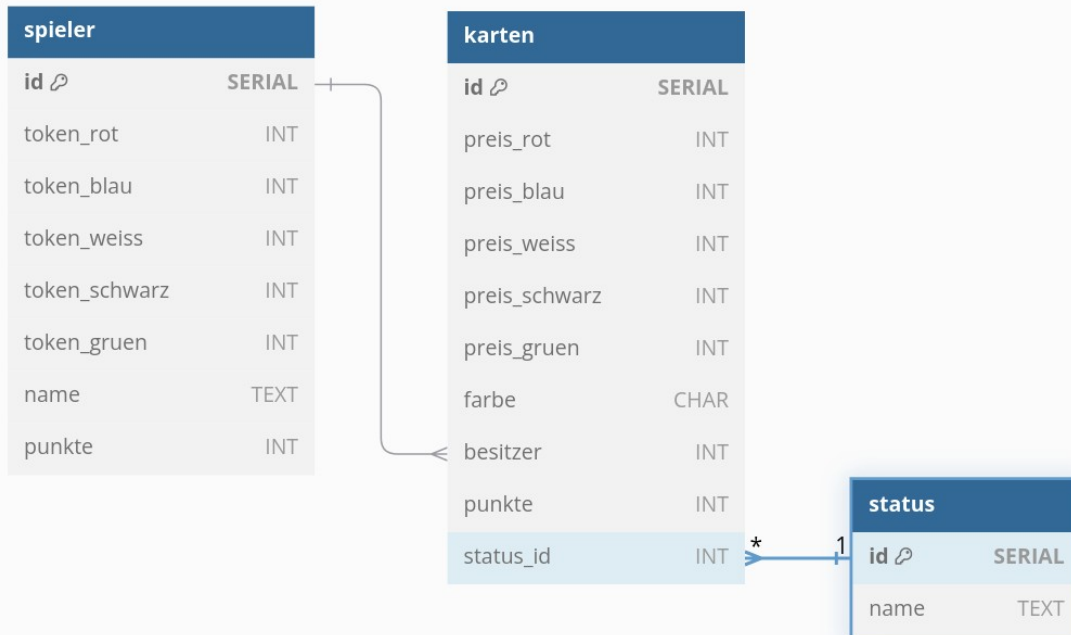 spieler
id SERIAL
token_rot INT
token_blau INT
token_weiss INT
token_schwarz INT
token_gruen INT
name TEXT
punkte INT
karten
id SERIAL
preis_rot INT
preis_blau INT
preis_weiss INT
preis_schwarz INT
preis_gruen INT
farbe CHAR
besitzer INT
punkte INT
status_id INT
* 1
status
id SERIAL
name TEXT